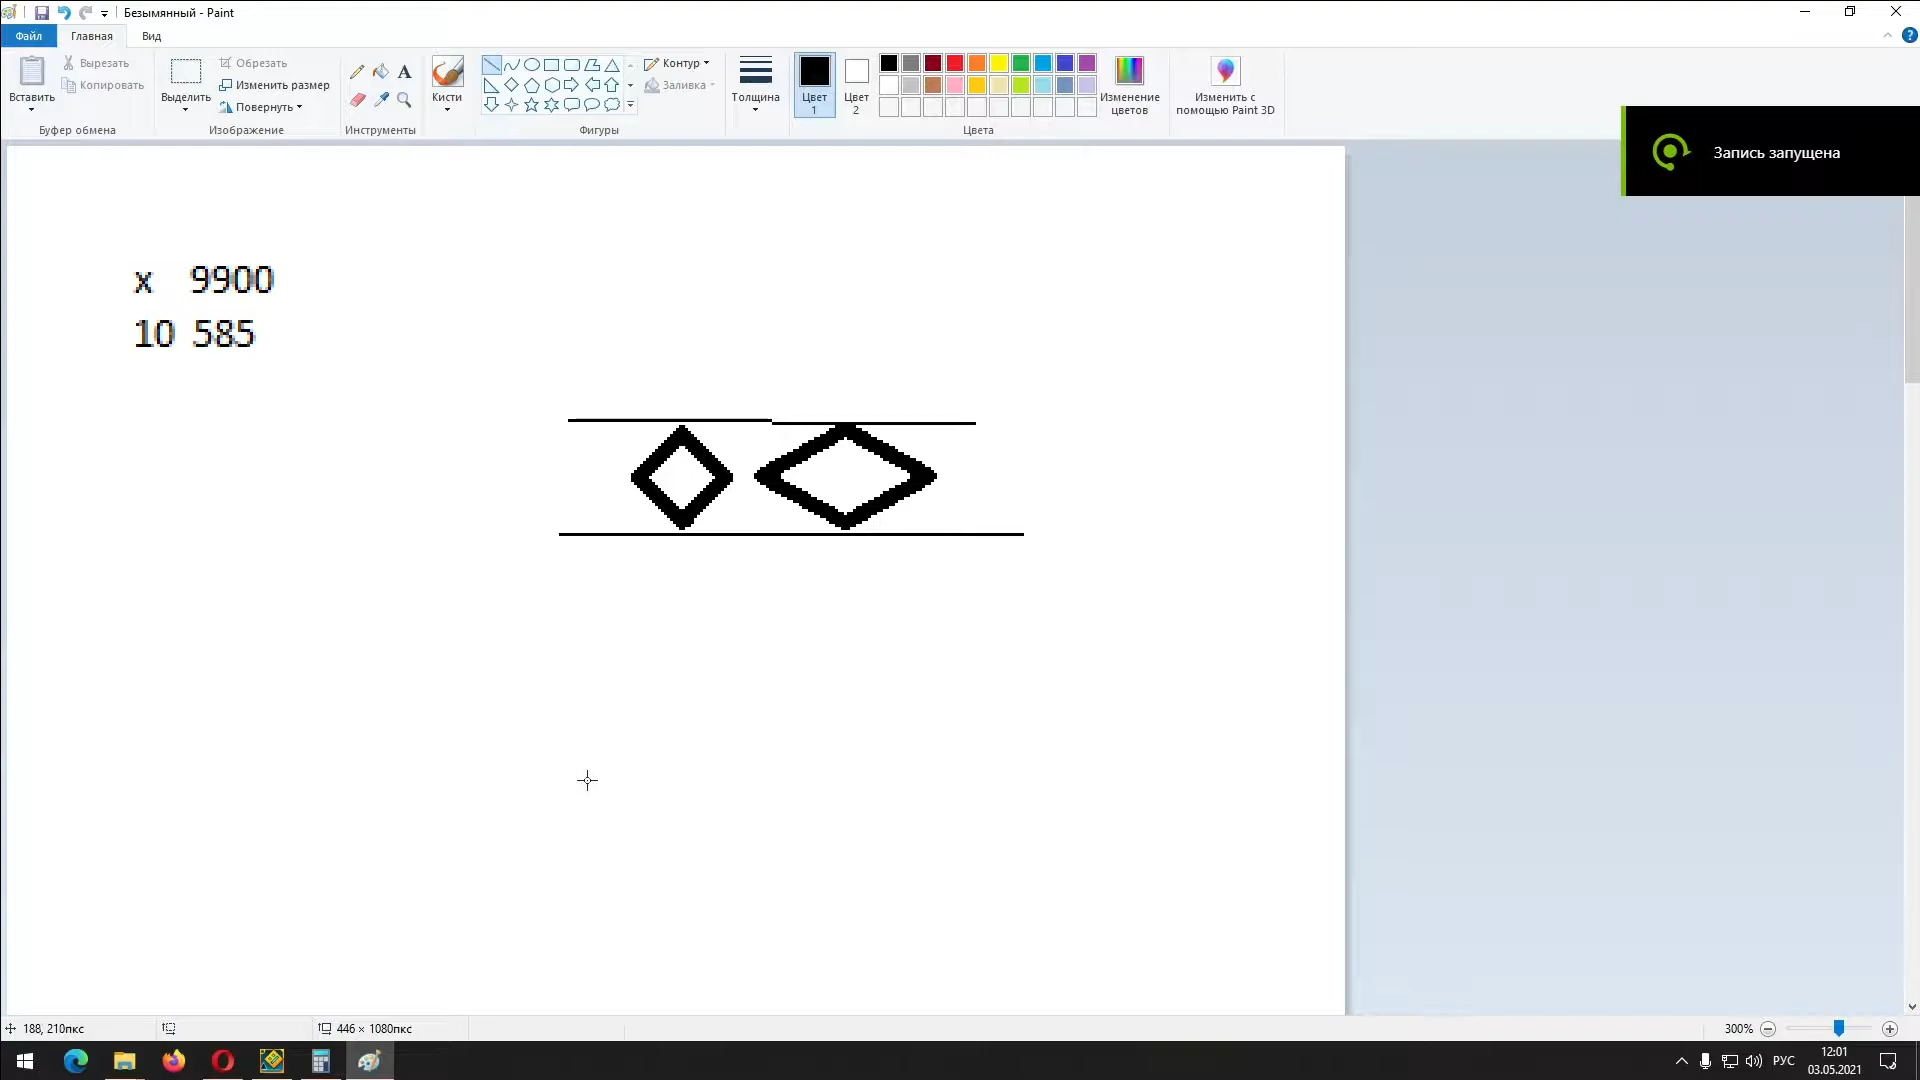 Безымянный - Paint
Файл Главная Вид
Вставить
Вырезать
Копировать
Буфер обмена
Выделить
Обрезать
Изменить размер
Повернуть
Изображение
A
Инструменты
Кисти
Контур
Заливка
Фигуры
Толщина
Цвет 1
Цвет 2
Изменение цветов
Цвета
Изменить с помощью Paint 3D
Запись запущена
x 9900
10 585
188, 210пкс
446 × 1080пкс
300%
РУС
12:01
03.05.2021